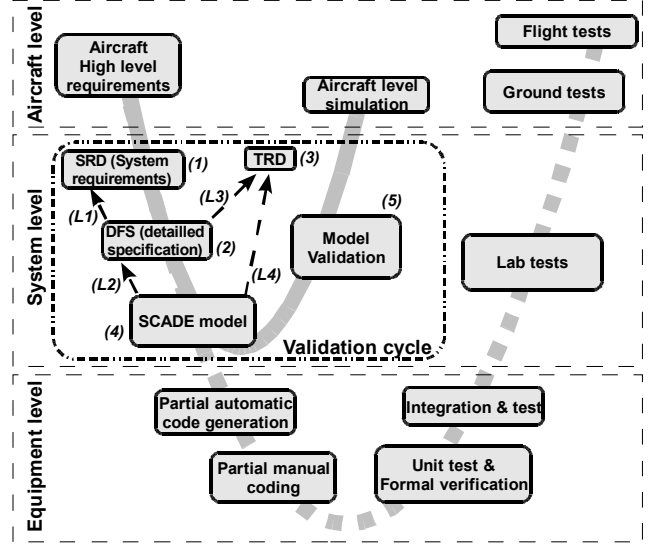 Aircraft level
Aircraft
High level
requirements
Aircraft level
simulation
Flight tests
Ground tests
System level
SRD (System
requirements)
(1)
TRD
(3)
(L1)
(L3)
DFS (detailled
specification)
(2)
(L2)
(L4)
(5)
Model
Validation
Lab tests
(4)
SCADE model
Validation cycle
Equipment level
Partial automatic
code generation
Integration & test
Partial manual
coding
Unit test &
Formal verification